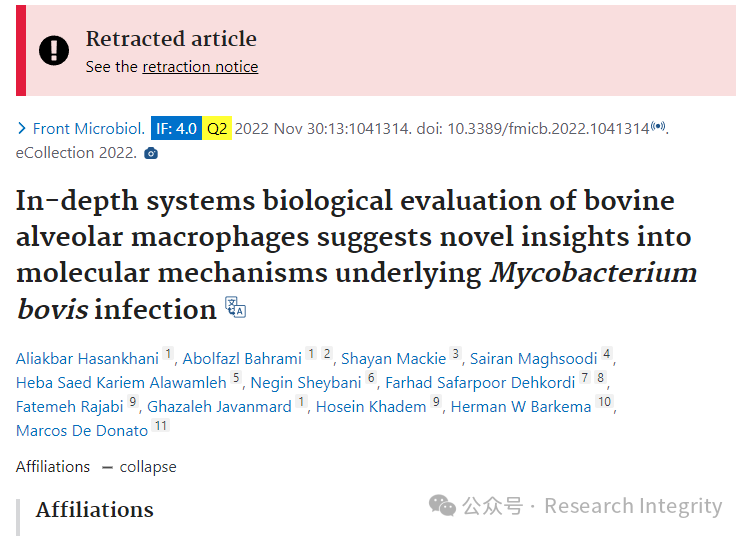 Retracted article
See the retraction notice
Front Microbiol. IF: 4.0 Q2 2022 Nov 30:13:1041314. doi: 10.3389/fmicb.2022.1041314.
eCollection 2022.
In-depth systems biological evaluation of bovine
alveolar macrophages suggests novel insights into
molecular mechanisms underlying Mycobacterium
bovis infection
Aliakbar Hasankhani 1, Abolfazl Bahrami 1 2, Shayan Mackie 3, Sairan Maghsoodi 4,
Heba Saed Kariem Alawamleh 5, Negin Sheybani 6, Farhad Safarpoor Dehkordi 7 8,
Fatemeh Rajabi 9, Ghazaleh Javanmard 1, Hosein Khadem 9, Herman W Barkema 10,
Marcos De Donato 11
Affiliations — collapse
Affiliations
公众号 · Research Integrity